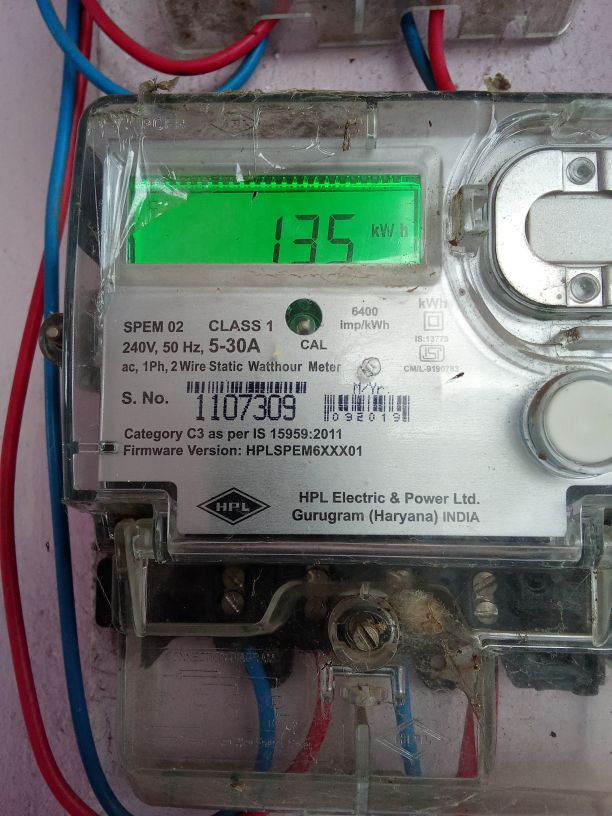 135 kW h
SPEM 02 CLASS 1
240V, 50 Hz, 5-30A
CAL
6400
imp/kWh
kWh
IS:13779
CM/L-9190783
ac, 1Ph, 2 Wire Static Watthour Meter
M/Yr
S. No. 1107309
092019
Category C3 as per IS 15959:2011
Firmware Version: HPLSPEM6XXX01
HPL
HPL Electric & Power Ltd.
Gurugram (Haryana) INDIA
HPL